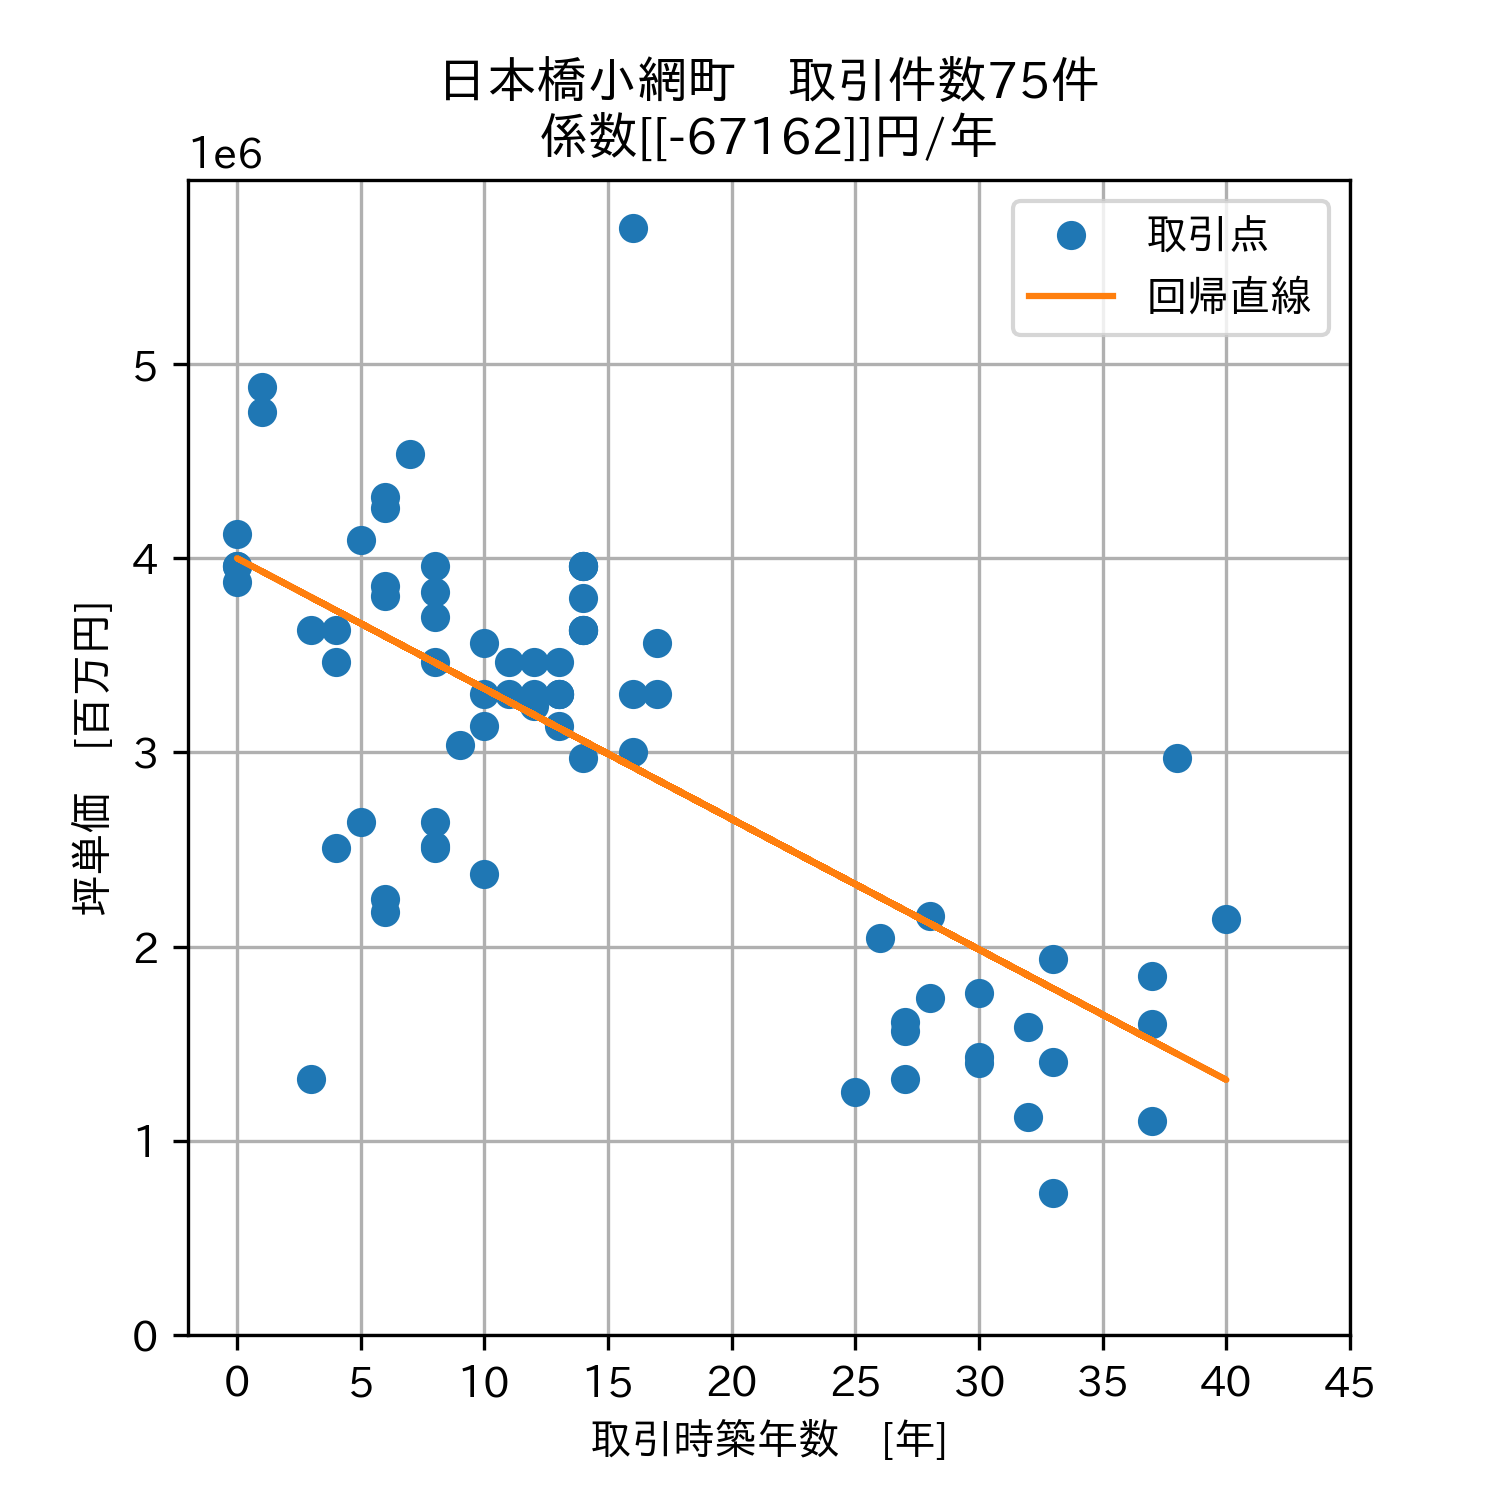 日本橋小網町　取引件数75件
係数[[-67162]]円/年
1e6
取引点
回帰直線
5
4
3
2
1
0
坪単価　[百万円]
0 5 10 15 20 25 30 35 40 45
取引時築年数　[年]